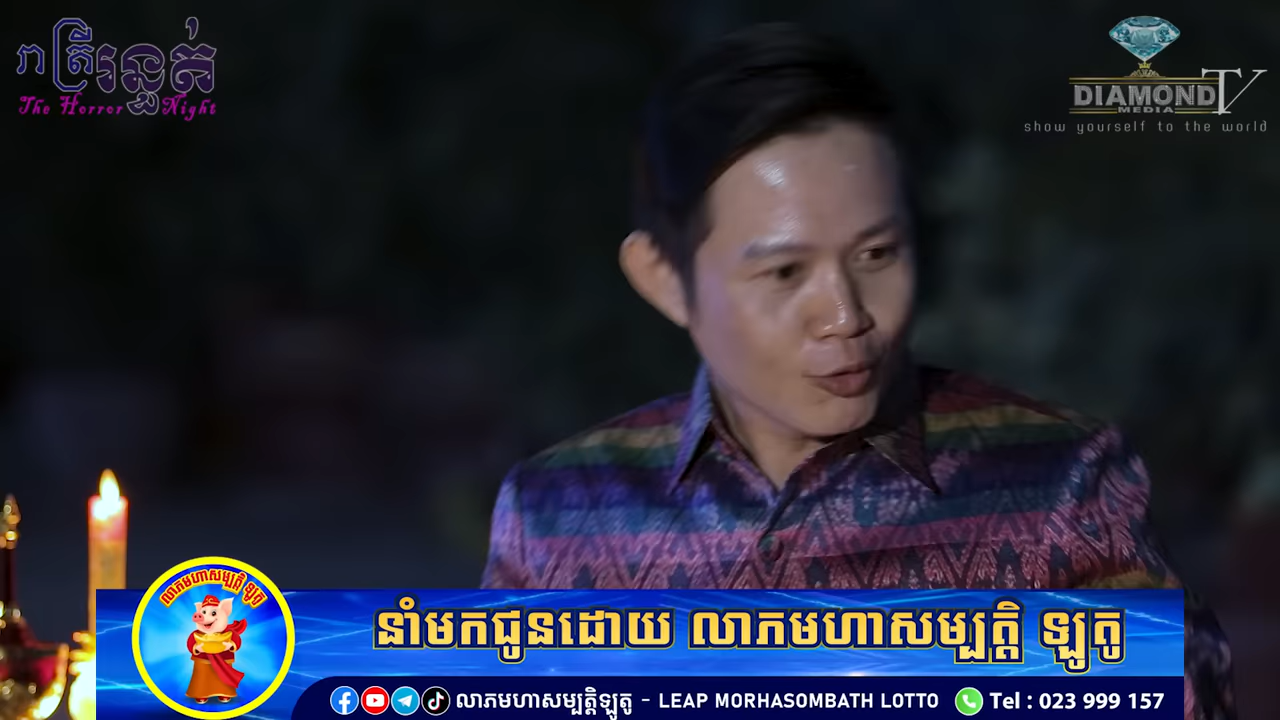 រាត្រីរន្ធត់
The Horror Night
DIAMOND TV
MEDIA
show yourself to the world
លាភមហាសម្បត្តិ ឡូតូ
នាំមកជូនដោយ លាភមហាសម្បត្តិ ឡូតូ
លាភមហាសម្បត្តិឡូតូ - LEAP MORHASOMBATH LOTTO Tel : 023 999 157